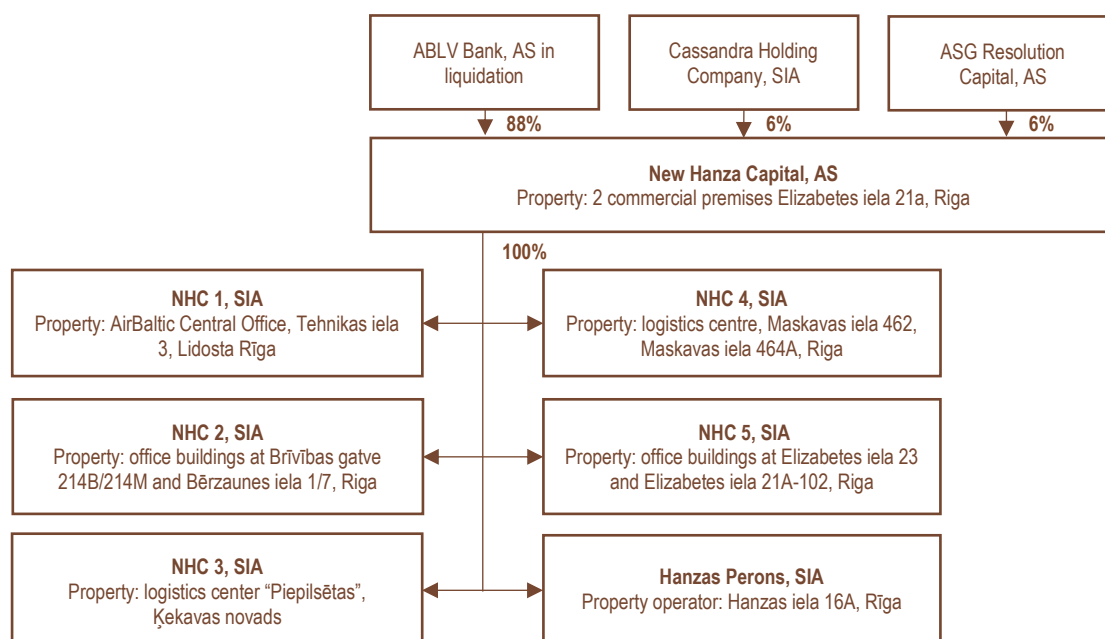 ABLV Bank, AS in
liquidation
Cassandra Holding
Company, SIA
ASG Resolution
Capital, AS
88%
6%
6%
New Hanza Capital, AS
Property: 2 commercial premises Elizabetes iela 21a, Riga
100%
NHC 1, SIA
Property: AirBaltic Central Office, Tehnikas iela
3, Lidosta Rīga
NHC 4, SIA
Property: logistics centre, Maskavas iela 462,
Maskavas iela 464A, Riga
NHC 2, SIA
Property: office buildings at Brīvības gatve
214B/214M and Bērzaunes iela 1/7, Riga
NHC 5, SIA
Property: office buildings at Elizabetes iela 23
and Elizabetes iela 21A-102, Riga
NHC 3, SIA
Property: logistics center “Piepilsētas”,
Ķekavas novads
Hanzas Perons, SIA
Property operator: Hanzas iela 16A, Rīga